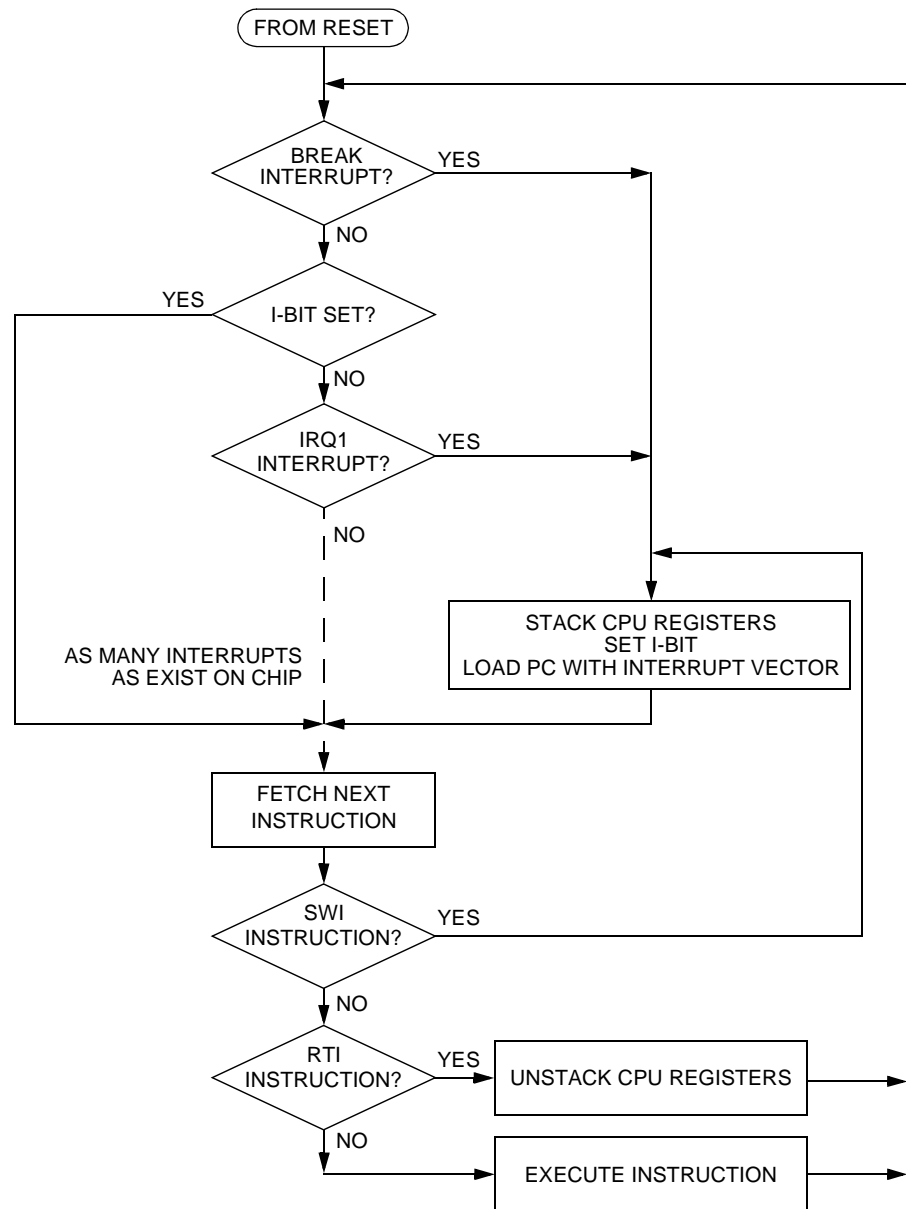 FROM RESET
BREAK
INTERRUPT?
YES
NO
YES
I-BIT SET?
NO
IRQ1
INTERRUPT?
YES
NO
STACK CPU REGISTERS
SET I-BIT
LOAD PC WITH INTERRUPT VECTOR
AS MANY INTERRUPTS
AS EXIST ON CHIP
FETCH NEXT
INSTRUCTION
SWI
INSTRUCTION?
YES
NO
RTI
INSTRUCTION?
YES
UNSTACK CPU REGISTERS
NO
EXECUTE INSTRUCTION